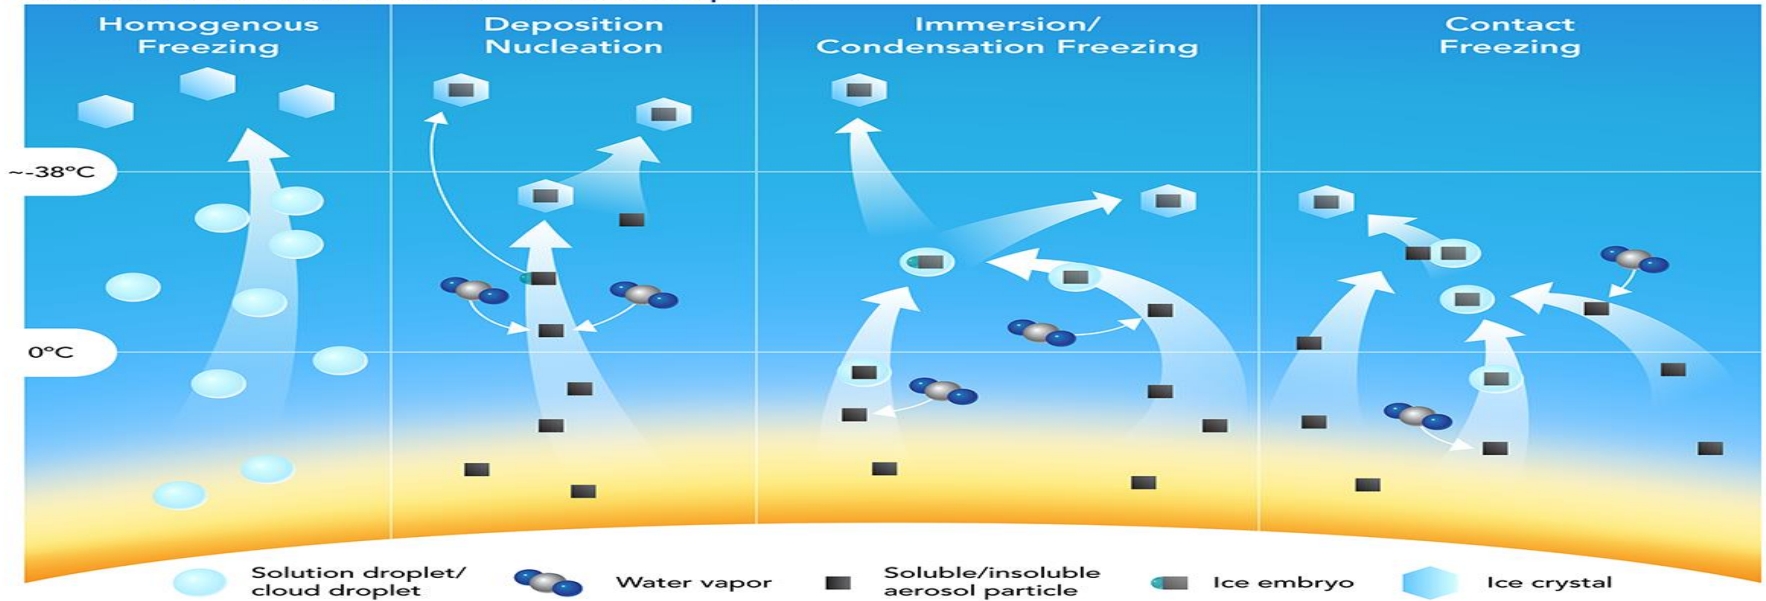 Homogenous
Freezing
Deposition
Nucleation
Immersion/
Condensation Freezing
Contact
Freezing
~-38°C
0°C
Solution droplet/
cloud droplet
Water vapor
Soluble/insoluble
aerosol particle
Ice embryo
Ice crystal